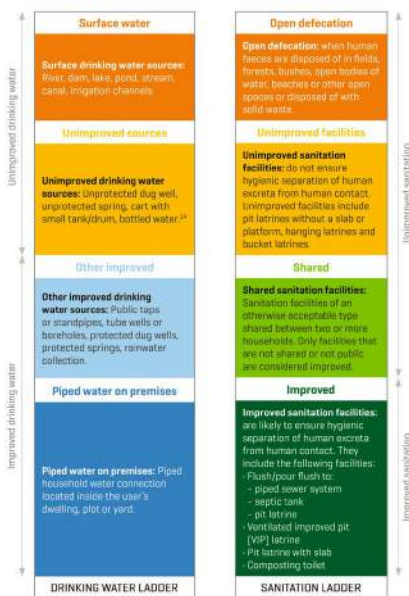 Surface water
Surface drinking water sources:
River, dam, lake, pond, stream,
canal, irrigation channels.
Unimproved sources
Unimproved drinking water
sources: Unprotected dug well,
unprotected spring, cart with
small tank/drum, bottled water.¹⁴
Other improved
Other improved drinking
water sources: Public taps
or standpipes, tube wells or
boreholes, protected dug wells,
protected springs, rainwater
collection.
Piped water on premises
Piped water on premises: Piped
household water connection
located inside the user's
dwelling, plot or yard.
DRINKING WATER LADDER
Unimproved drinking water
Improved drinking water
Open defecation
Open defecation: when human
faeces are disposed of in fields,
forests, bushes, open bodies of
water, beaches or other open
spaces or disposed of with
solid waste.
Unimproved facilities
Unimproved sanitation
facilities: do not ensure
hygienic separation of human
excreta from human contact.
Unimproved facilities include
pit latrines without a slab or
platform, hanging latrines and
bucket latrines.
Shared
Shared sanitation facilities:
Sanitation facilities of an
otherwise acceptable type
shared between two or more
households. Only facilities
that are not shared or not public
are considered improved.
Improved
Improved sanitation facilities:
are likely to ensure hygienic
separation of human excreta
from human contact. They
include the following facilities:
· Flush/pour flush to:
– piped sewer system
– septic tank
– pit latrine
· Ventilated improved pit
(VIP) latrine
· Pit latrine with slab
· Composting toilet
SANITATION LADDER
Unimproved sanitation
Improved sanitation